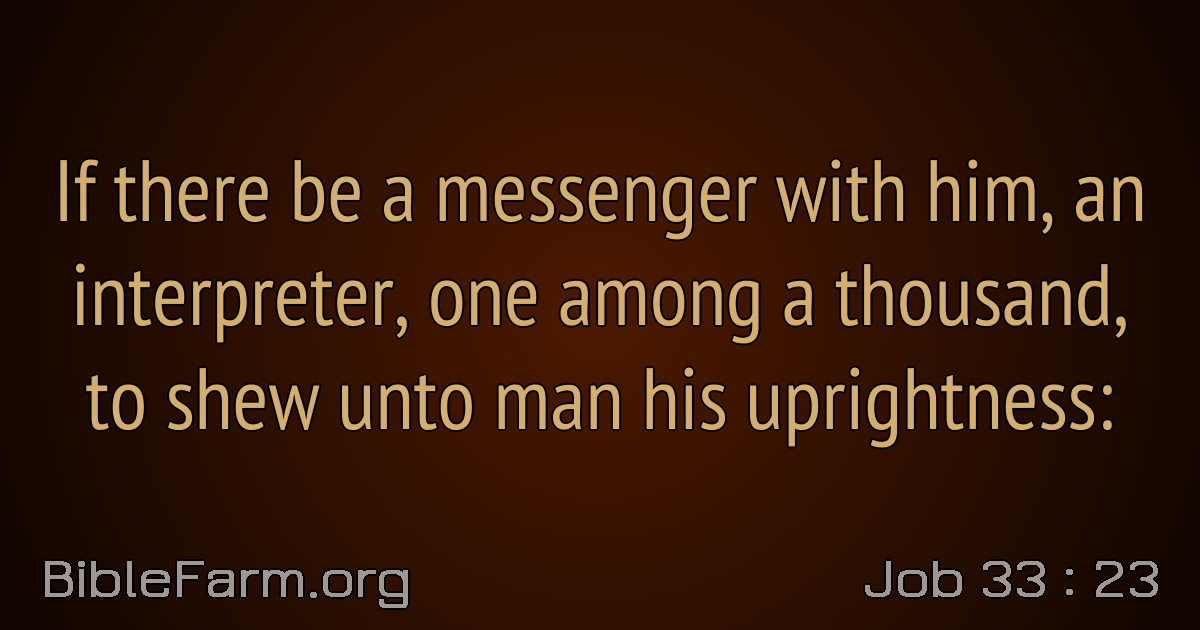 If there be a messenger with him, an
interpreter, one among a thousand,
to shew unto man his uprightness:
BibleFarm.org
Job 33 : 23